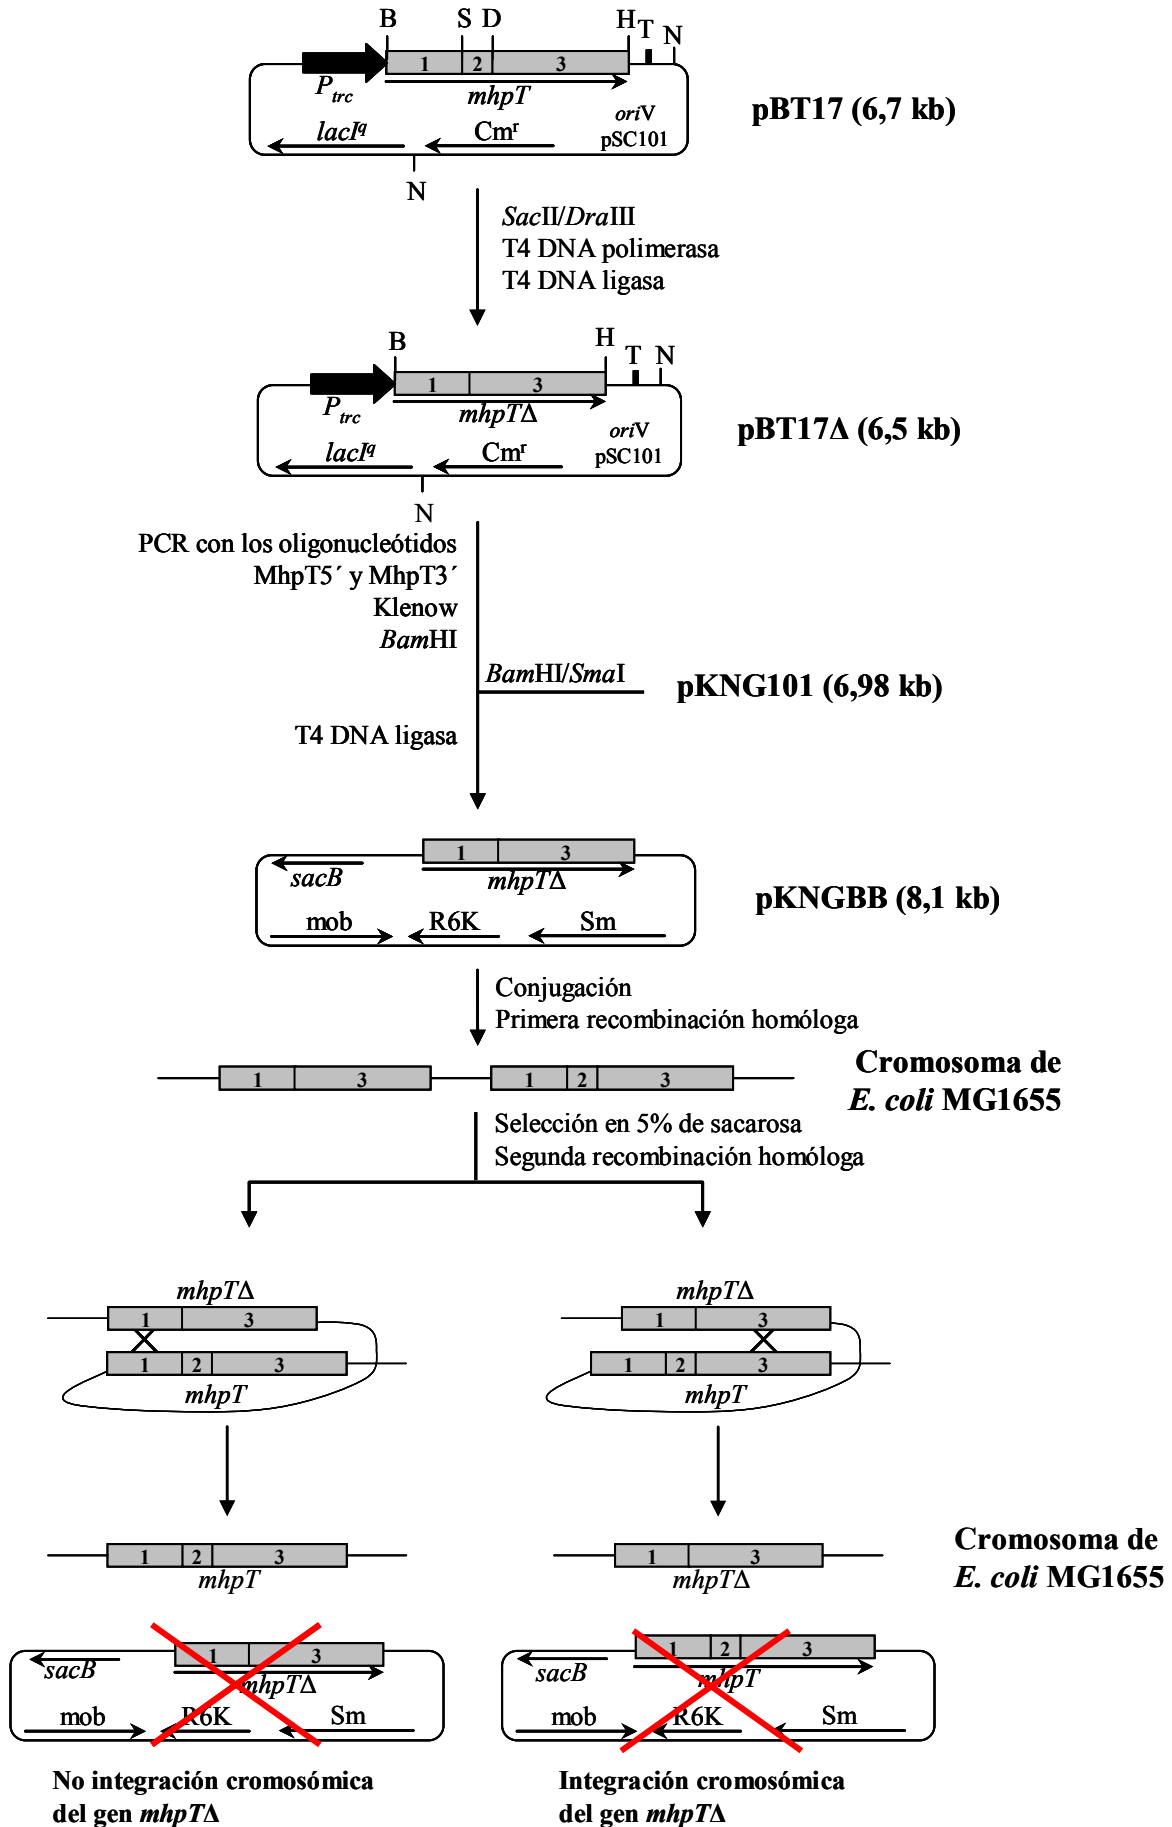 B S D H T N
1 2 3
Ptrc mhpT
oriV
pSC101
lacIq Cmr
N
pBT17 (6,7 kb)
SacII/DraIII
T4 DNA polimerasa
T4 DNA ligasa
B H T N
1 3
Ptrc mhpTΔ
oriV
pSC101
lacIq Cmr
N
pBT17Δ (6,5 kb)
PCR con los oligonucleótidos
MhpT5´ y MhpT3´
Klenow
BamHI
BamHI/SmaI
pKNG101 (6,98 kb)
T4 DNA ligasa
1 3
sacB mhpTΔ
mob R6K Sm
pKNGBB (8,1 kb)
Conjugación
Primera recombinación homóloga
1 3 1 2 3
Cromosoma de
E. coli MG1655
Selección en 5% de sacarosa
Segunda recombinación homóloga
mhpTΔ
1 3
1 2 3
mhpT
mhpTΔ
1 3
1 2 3
mhpT
1 2 3
mhpT
1 3
mhpTΔ
Cromosoma de
E. coli MG1655
1 3
sacB mhpTΔ
mob R6K Sm
No integración cromosómica
del gen mhpTΔ
1 2 3
sacB mhpT
mob R6K Sm
Integración cromosómica
del gen mhpTΔ